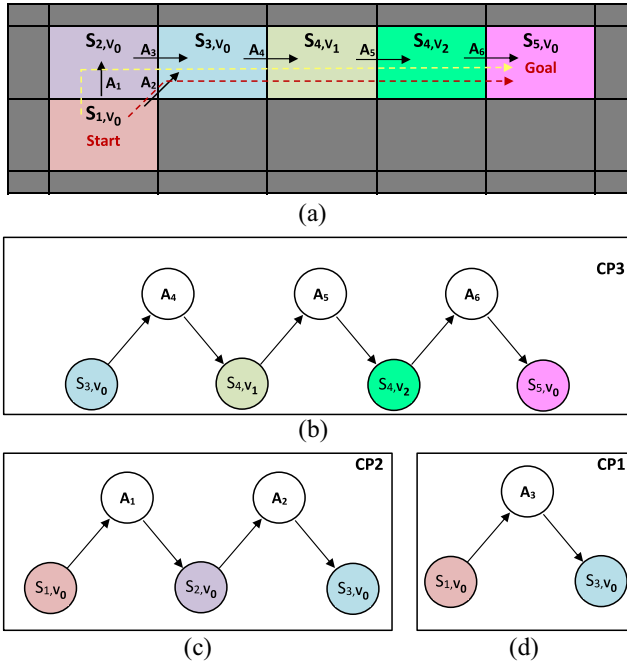 S2,V0 A3 S3,V0 A4 S4,V1 A5 S4,V2 A6 S5,V0
Goal
A1 A2
S1,V0
Start
(a)
CP3
A4 A5 A6
S3,V0 S4,V1 S4,V2 S5,V0
(b)
CP2
A1 A2
S1,V0 S2,V0 S3,V0
(c)
CP1
A3
S1,V0 S3,V0
(d)